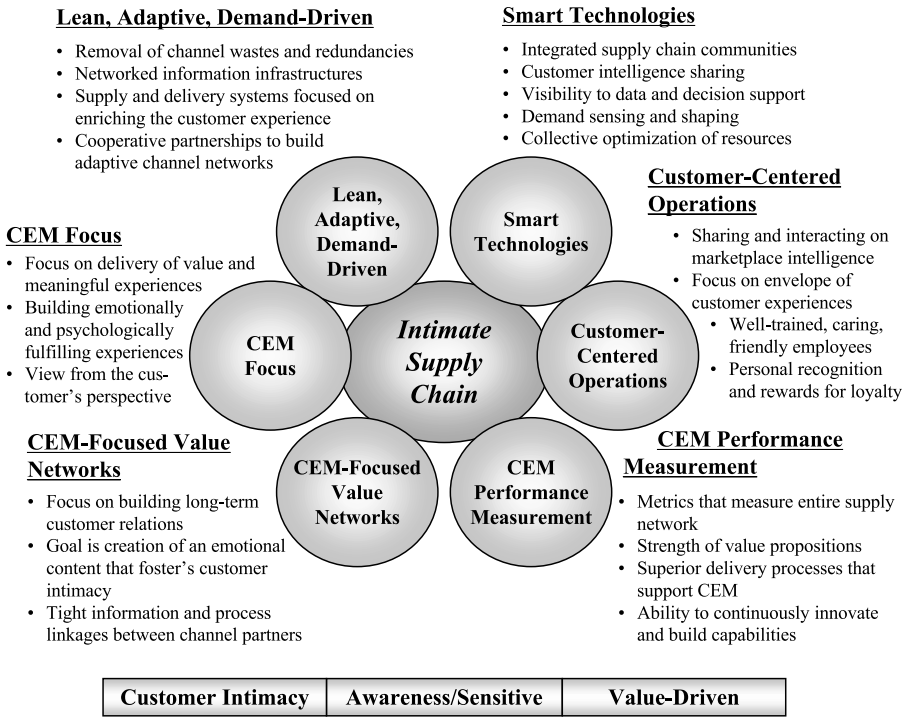 Lean, Adaptive, Demand-Driven
• Removal of channel wastes and redundancies
• Networked information infrastructures
• Supply and delivery systems focused on
enriching the customer experience
• Cooperative partnerships to build
adaptive channel networks
Smart Technologies
• Integrated supply chain communities
• Customer intelligence sharing
• Visibility to data and decision support
• Demand sensing and shaping
• Collective optimization of resources
Customer-Centered
Operations
• Sharing and interacting on
marketplace intelligence
• Focus on envelope of
customer experiences
• Well-trained, caring,
friendly employees
• Personal recognition
and rewards for loyalty
CEM Focus
• Focus on delivery of value and
meaningful experiences
• Building emotionally
and psychologically
fulfilling experiences
• View from the cus-
tomer's perspective
Lean,
Adaptive,
Demand-
Driven
Smart
Technologies
CEM
Focus
Intimate
Supply
Chain
Customer-
Centered
Operations
CEM-Focused
Value
Networks
CEM
Performance
Measurement
CEM-Focused Value
Networks
• Focus on building long-term
customer relations
• Goal is creation of an emotional
content that foster's customer
intimacy
• Tight information and process
linkages between channel partners
CEM Performance
Measurement
• Metrics that measure entire supply
network
• Strength of value propositions
• Superior delivery processes that
support CEM
• Ability to continuously innovate
and build capabilities
Customer Intimacy
Awareness/Sensitive
Value-Driven